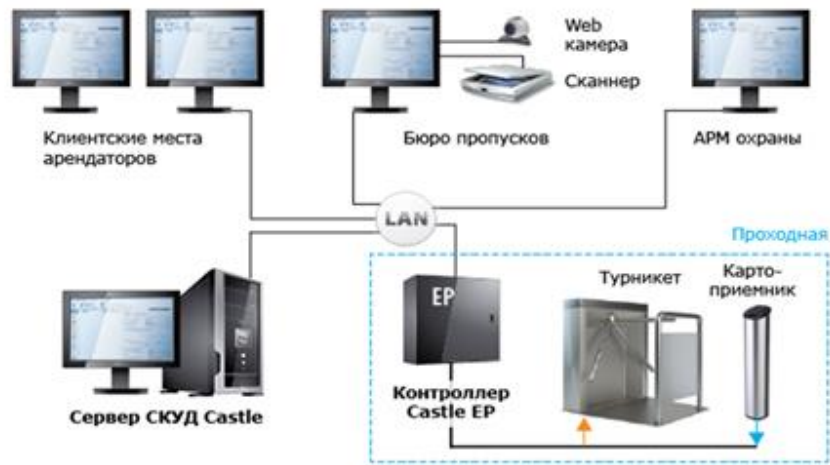 Web
камера
Сканнер
Клиентские места
арендаторов
Бюро пропусков
АРМ охраны
LAN
Проходная
EP
Турникет
Карто-
приемник
Контроллер
Castle EP
Сервер СКУД Castle